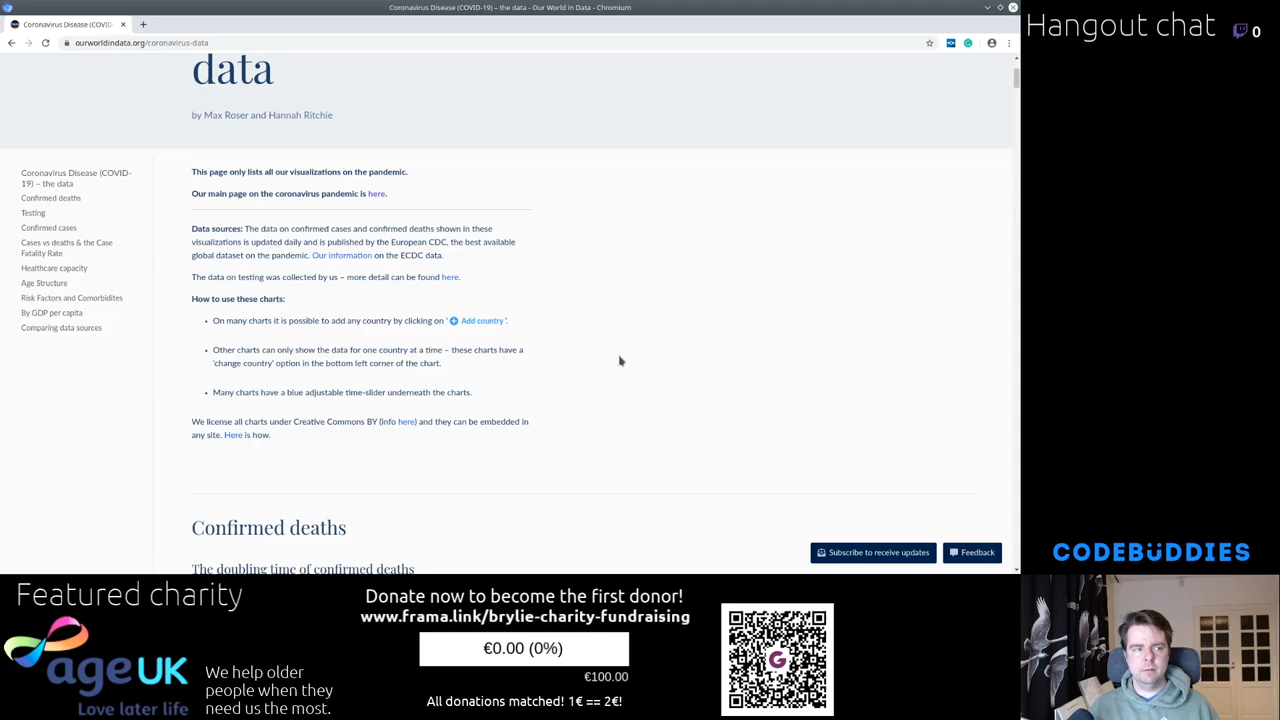 Coronavirus Disease (COVID-19) – the data - Our World in Data - Chromium
Coronavirus Disease (COVID-
ourworldindata.org/coronavirus-data
data
by Max Roser and Hannah Ritchie
Coronavirus Disease (COVID-
19) – the data
Confirmed deaths
Testing
Confirmed cases
Cases vs deaths & the Case
Fatality Rate
Healthcare capacity
Age Structure
Risk Factors and Comorbidites
By GDP per capita
Comparing data sources
This page only lists all our visualizations on the pandemic.
Our main page on the coronavirus pandemic is here.
Data sources: The data on confirmed cases and confirmed deaths shown in these
visualizations is updated daily and is published by the European CDC, the best available
global dataset on the pandemic. Our information on the ECDC data.
The data on testing was collected by us – more detail can be found here.
How to use these charts:
• On many charts it is possible to add any country by clicking on ‘ Add country ’.
• Other charts can only show the data for one country at a time – these charts have a
‘change country’ option in the bottom left corner of the chart.
• Many charts have a blue adjustable time-slider underneath the charts.
We license all charts under Creative Commons BY (info here) and they can be embedded in
any site. Here is how.
Confirmed deaths
The doubling time of confirmed deaths
Subscribe to receive updates
Feedback
Hangout chat
0
CODEBUDDIES
Featured charity
age UK
Love later life
We help older
people when they
need us the most.
Donate now to become the first donor!
www.frama.link/brylie-charity-fundraising
€0.00 (0%)
€100.00
All donations matched! 1€ == 2€!
G